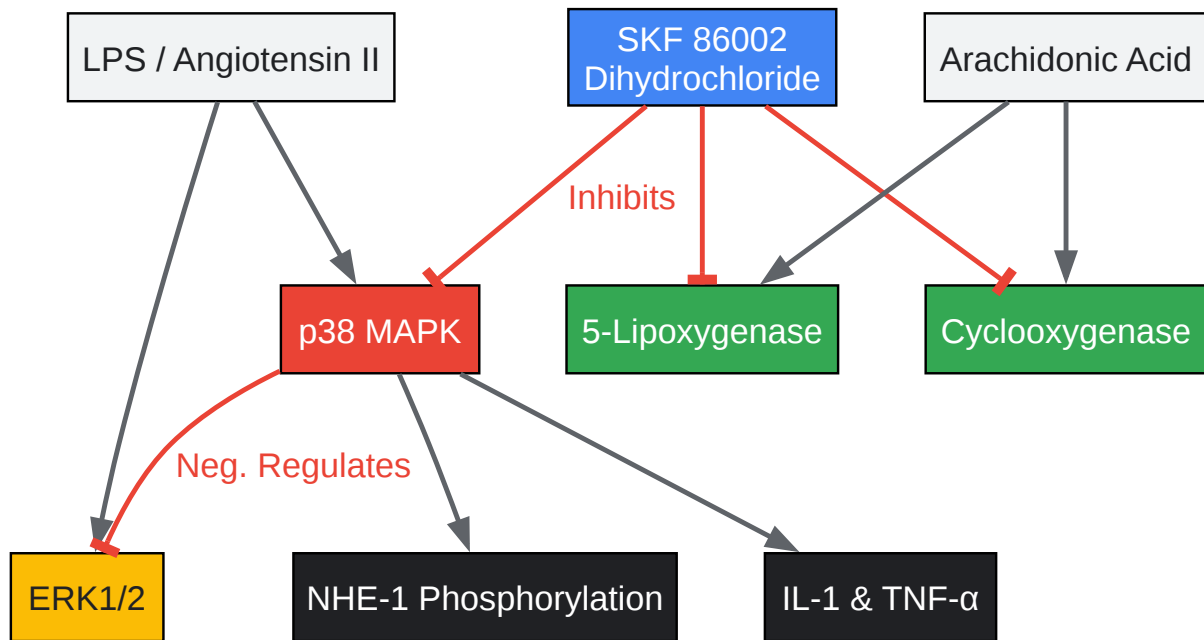 LPS / Angiotensin II
SKF 86002
Dihydrochloride
Arachidonic Acid
Inhibits
p38 MAPK
5-Lipoxygenase
Cyclooxygenase
Neg. Regulates
ERK1/2
NHE-1 Phosphorylation
IL-1 & TNF-α